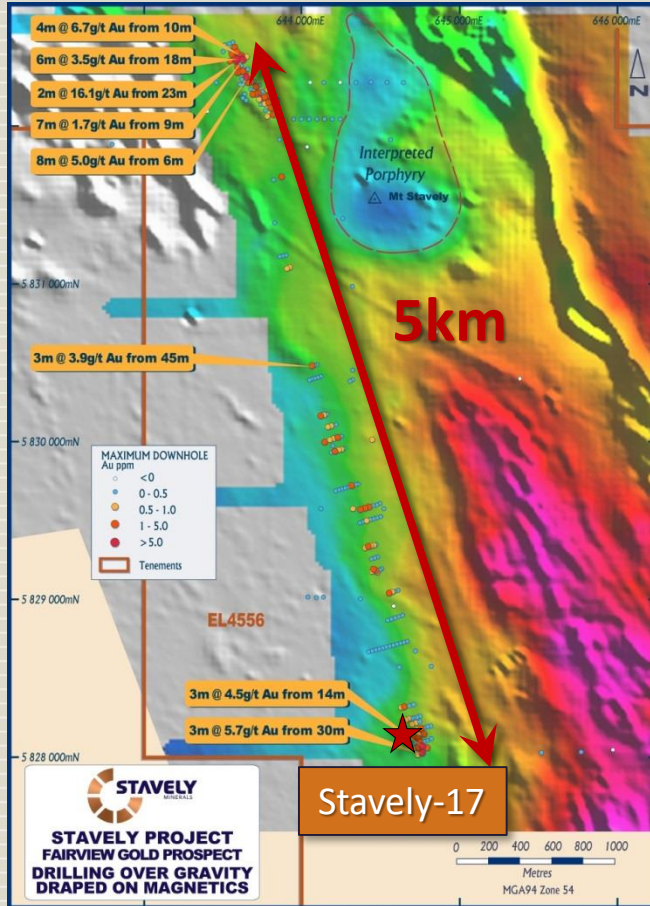 644 000mE
645 000mE
646 000mE
4m @ 6.7g/t Au from 10m
6m @ 3.5g/t Au from 18m
2m @ 16.1g/t Au from 23m
7m @ 1.7g/t Au from 9m
8m @ 5.0g/t Au from 6m
N
Interpreted
Porphyry
Mt Stavely
5 831 000mN
5km
3m @ 3.9g/t Au from 45m
5 830 000mN
MAXIMUM DOWNHOLE
Au ppm
<0
0 - 0.5
0.5 - 1.0
1 - 5.0
>5.0
Tenements
5 829 000mN
EL4556
3m @ 4.5g/t Au from 14m
3m @ 5.7g/t Au from 30m
5 828 000mN
Stavely-17
STAVELY
MINERALS
STAVELY PROJECT
FAIRVIEW GOLD PROSPECT
DRILLING OVER GRAVITY
DRAPED ON MAGNETICS
0 200 400 600 800 1000
Metres
MGA94 Zone 54